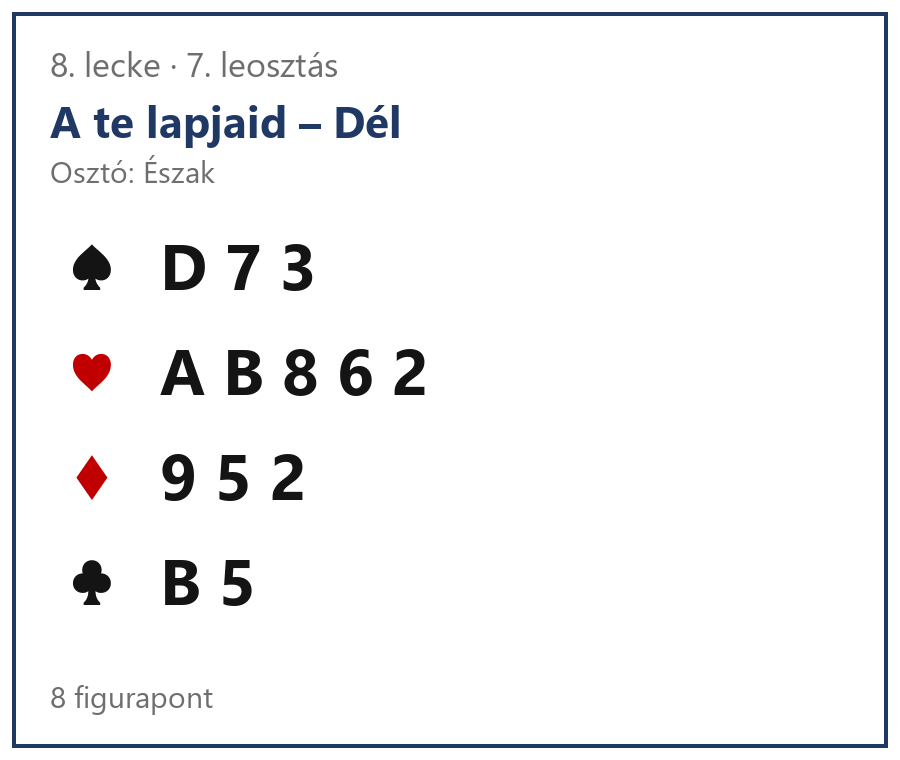 8. lecke · 7. leosztás
A te lapjaid – Dél
Osztó: Észak
♠ D 7 3
♥ A B 8 6 2
♦ 9 5 2
♣ B 5
8 figurapont